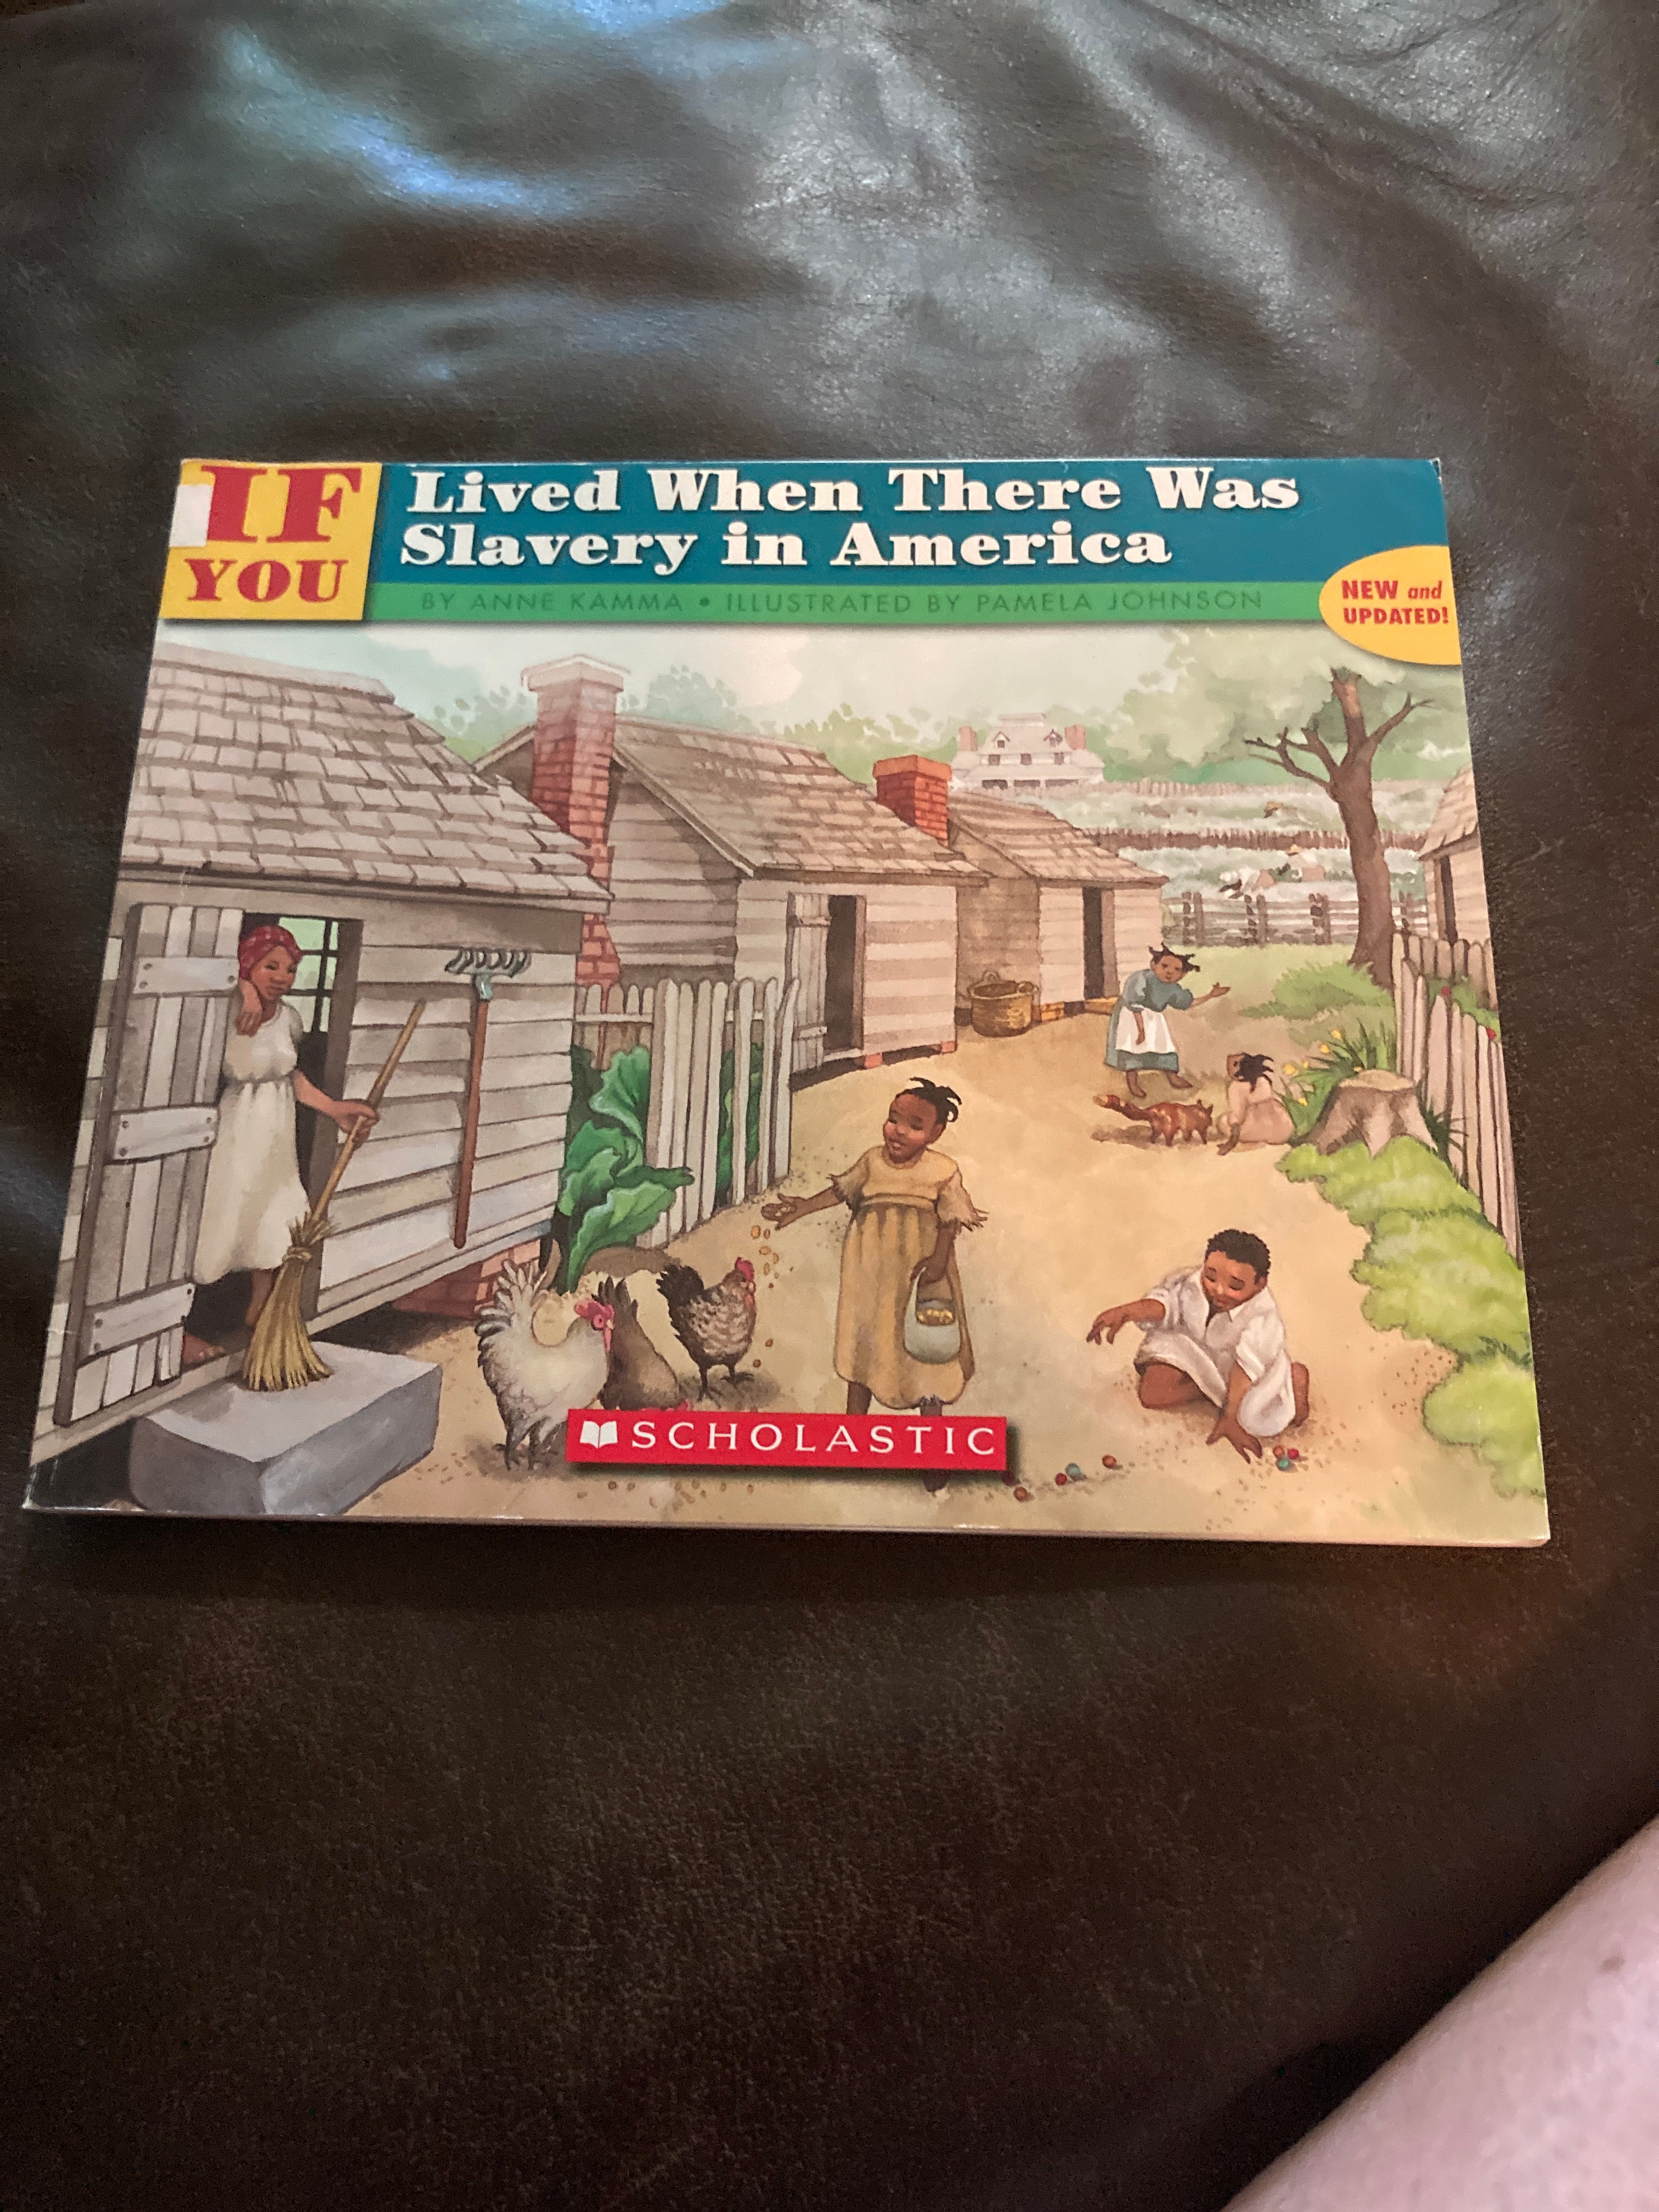 IF
YOU
Lived When There Was
Slavery in America
BY ANNE KAMMA • ILLUSTRATED BY PAMELA JOHNSON
NEW and
UPDATED!
SCHOLASTIC